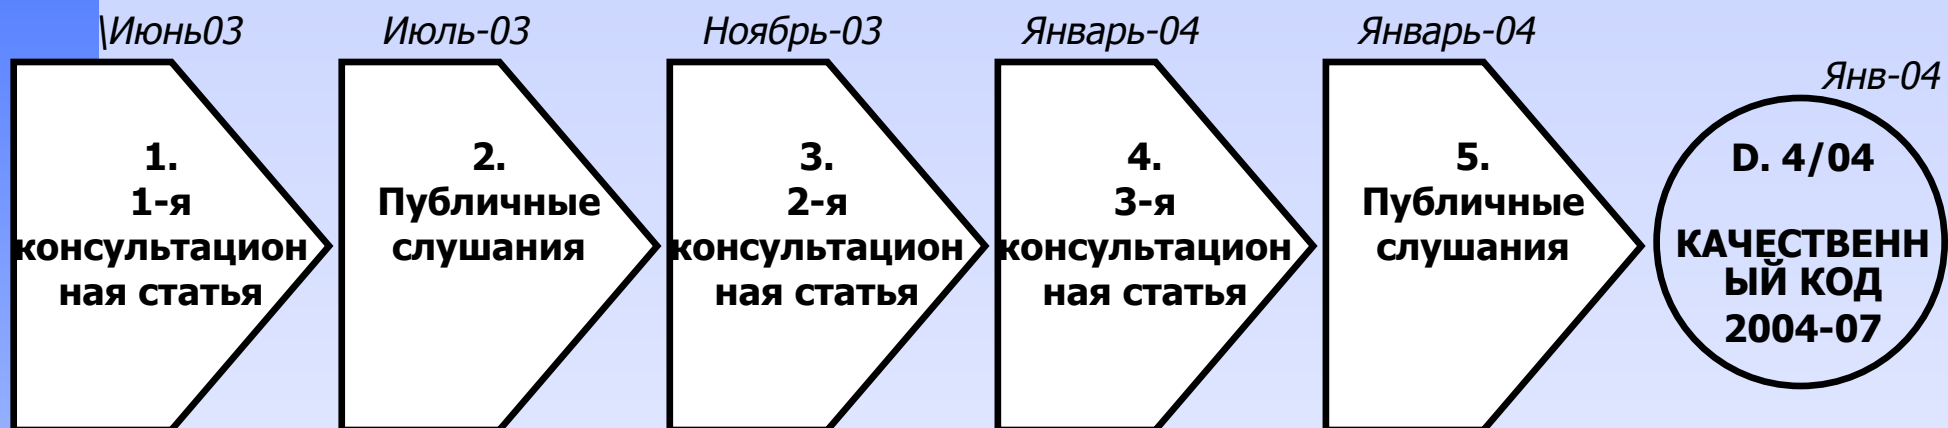 \Июнь03
Июль-03
Ноябрь-03
Январь-04
Январь-04
Янв-04
1.
1-я
консультацион
ная статья
2.
Публичные
слушания
3.
2-я
консультацион
ная статья
4.
3-я
консультацион
ная статья
5.
Публичные
слушания
D. 4/04
КАЧЕСТВЕНН
ЫЙ КОД
2004-07